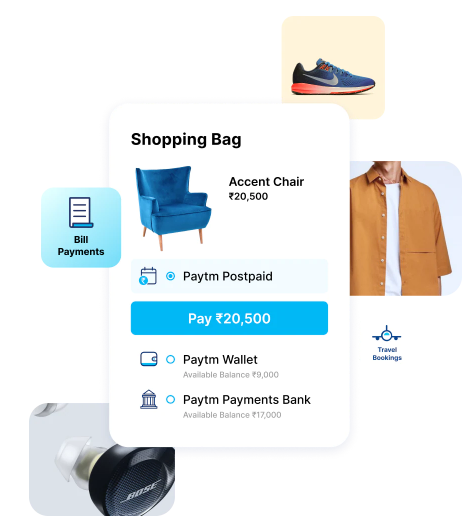 Shopping Bag
Accent Chair
₹20,500
Bill
Payments
Paytm Postpaid
Pay ₹20,500
Travel
Bookings
Paytm Wallet
Available Balance ₹9,000
Paytm Payments Bank
Available Balance ₹17,000
BOSE